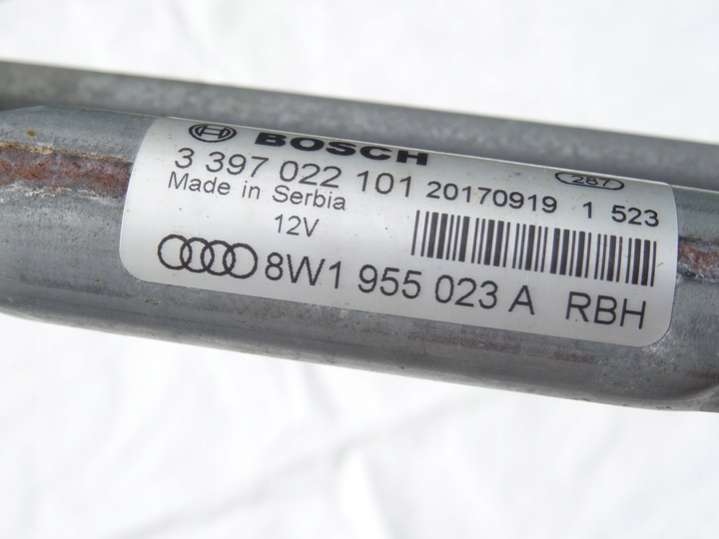 BOSCH
287
3 397 022 101 20170919 1 523
Made in Serbia
12V
8W1 955 023 A RBH